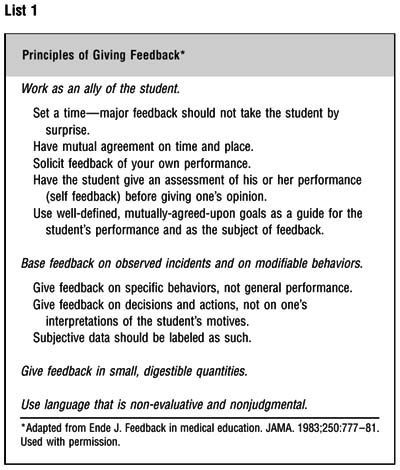 List 1
Principles of Giving Feedback*
Work as an ally of the student.
Set a time—major feedback should not take the student by
surprise.
Have mutual agreement on time and place.
Solicit feedback of your own performance.
Have the student give an assessment of his or her performance
(self feedback) before giving one's opinion.
Use well-defined, mutually-agreed-upon goals as a guide for the
student's performance and as the subject of feedback.
Base feedback on observed incidents and on modifiable behaviors.
Give feedback on specific behaviors, not general performance.
Give feedback on decisions and actions, not on one's
interpretations of the student's motives.
Subjective data should be labeled as such.
Give feedback in small, digestible quantities.
Use language that is non-evaluative and nonjudgmental.
*Adapted from Ende J. Feedback in medical education. JAMA. 1983;250:777–81.
Used with permission.